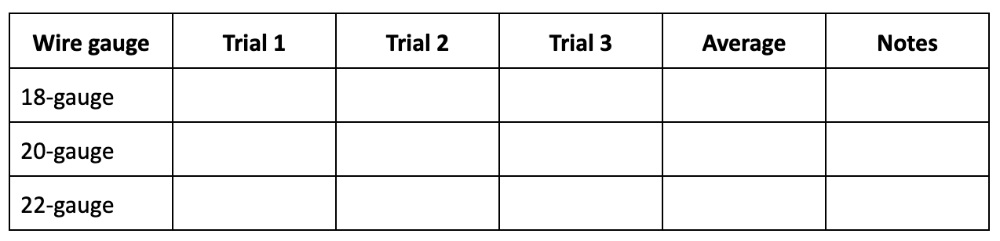 Wire gauge Trial 1 Trial 2 Trial 3 Average Notes
18-gauge
20-gauge
22-gauge